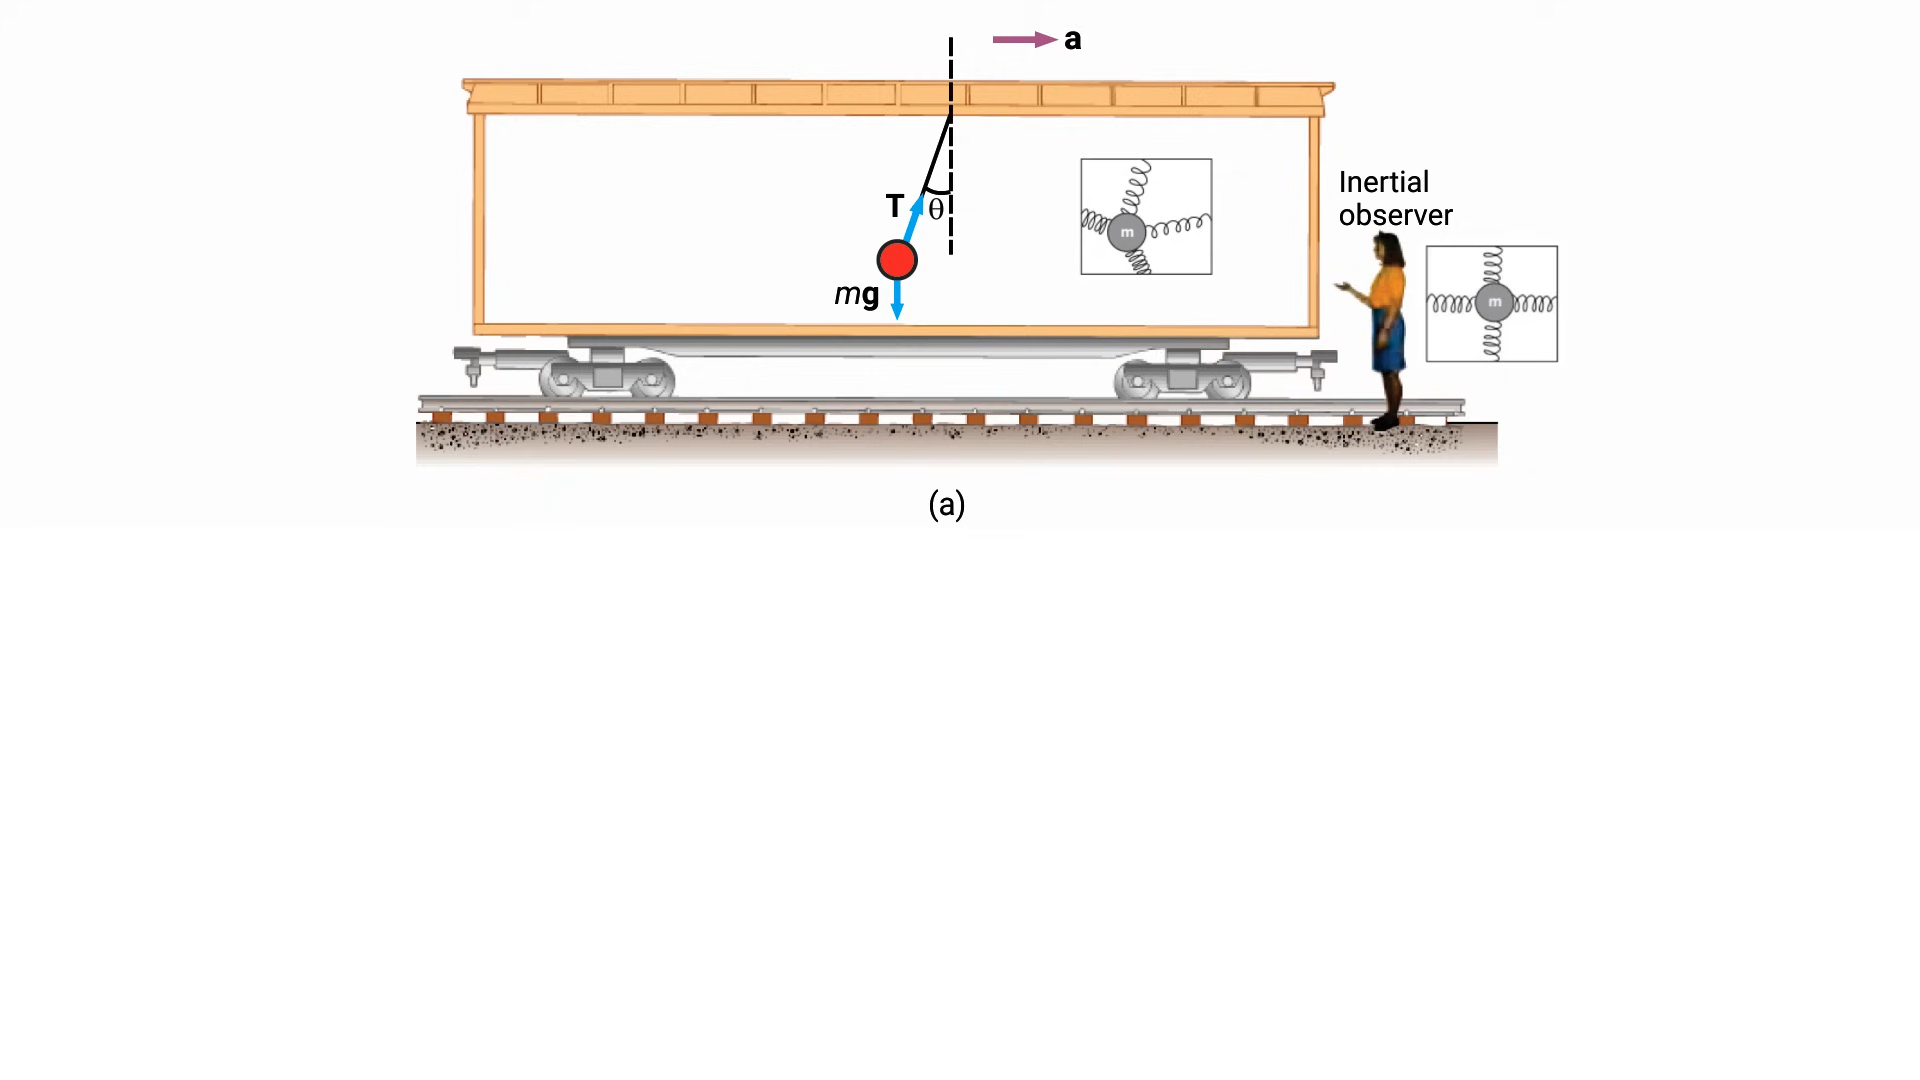 a
Inertial
observer
T
θ
m
m
mg
(a)